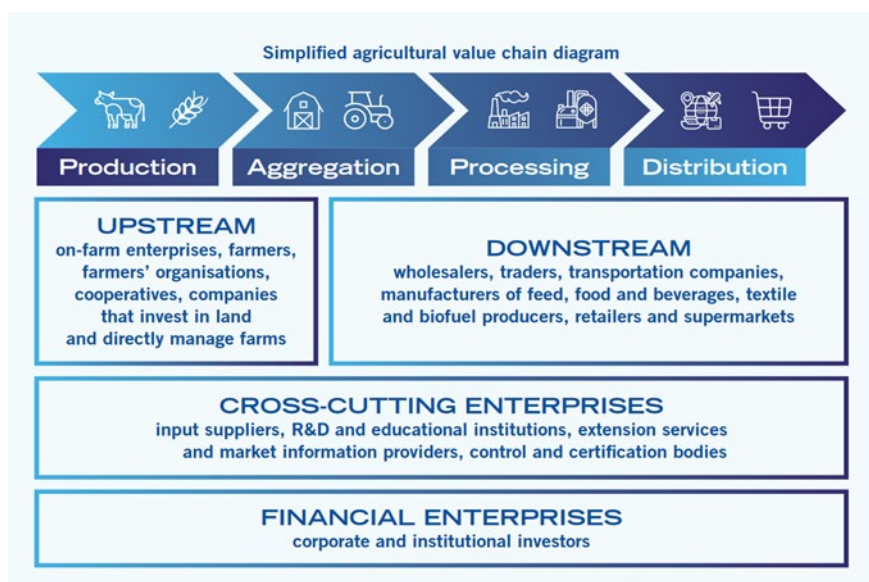 Simplified agricultural value chain diagram
Production
Aggregation
Processing
Distribution
UPSTREAM
on-farm enterprises, farmers,
farmers’ organisations,
cooperatives, companies
that invest in land
and directly manage farms
DOWNSTREAM
wholesalers, traders, transportation companies,
manufacturers of feed, food and beverages, textile
and biofuel producers, retailers and supermarkets
CROSS-CUTTING ENTERPRISES
input suppliers, R&D and educational institutions, extension services
and market information providers, control and certification bodies
FINANCIAL ENTERPRISES
corporate and institutional investors